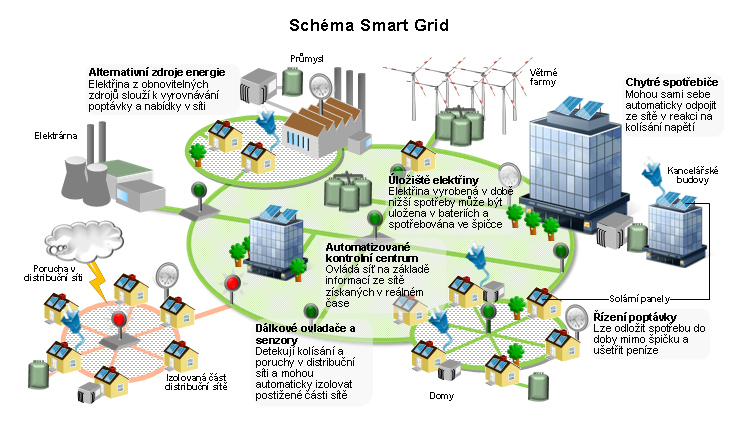 Schéma Smart Grid
Alternativní zdroje energie
Elektřina z obnovitelných
zdrojů slouží k vyrovnávání
poptávky a nabídky v síti
Průmysl
Větrné
farmy
Chytré spotřebiče
Mohou sami sebe
automaticky odpojit
ze sítě v reakci na
kolísání napětí
Elektrárna
Kancelářské
budovy
Úložiště elektřiny
Elektřina vyrobená v době
nižší spotřeby může být
uložena v bateriích a
spotřebována ve špičce
Automatizované
kontrolní centrum
Ovládá síť na základě
informací ze sítě
získaných v reálném
čase
Porucha v
distribuční síti
Solární panely
Dálkové ovladače a
senzory
Detekují kolísání a
poruchy v distribuční
síti a mohou
automaticky izolovat
postižené části sítě
Řízení poptávky
Lze odložit spotřebu do
doby mimo špičku a
ušetřit peníze
Izolovaná část
distribuční sítě
Domy